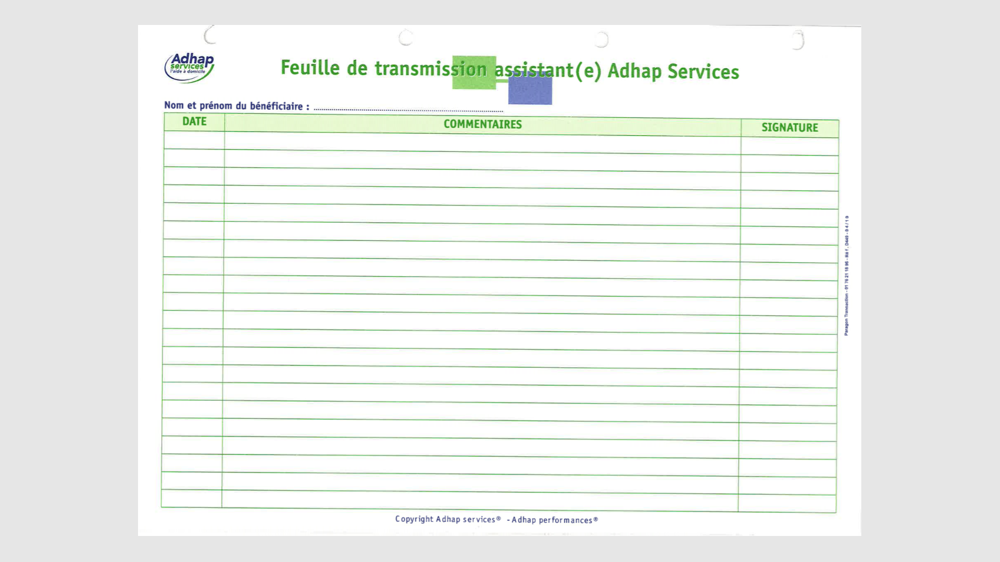 Adhap
services
l'aide à domicile
Feuille de transmission assistant(e) Adhap Services
Nom et prénom du bénéficiaire :
DATE COMMENTAIRES SIGNATURE
Paragon Transaction - 01 76 21 18 96 - Réf. D449 - 04/19
Copyright Adhap services® - Adhap performances®